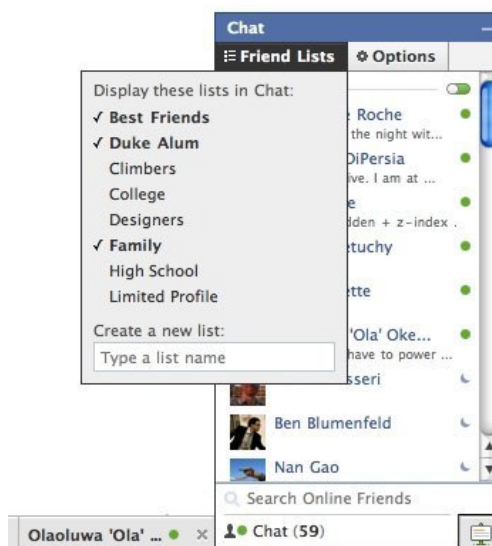 Chat
Friend Lists
Options
Display these lists in Chat:
✓ Best Friends
✓ Duke Alum
Climbers
College
Designers
✓ Family
High School
Limited Profile
Create a new list:
Type a list name
Roche
the night wit...
DiPersia
ive. I am at ...
e
dden + z-index .
etuchy
ette
'Ola' Oke...
have to power ...
sseri
Ben Blumenfeld
Nan Gao
Search Online Friends
Chat (59)
Olaoluwa 'Ola' ...